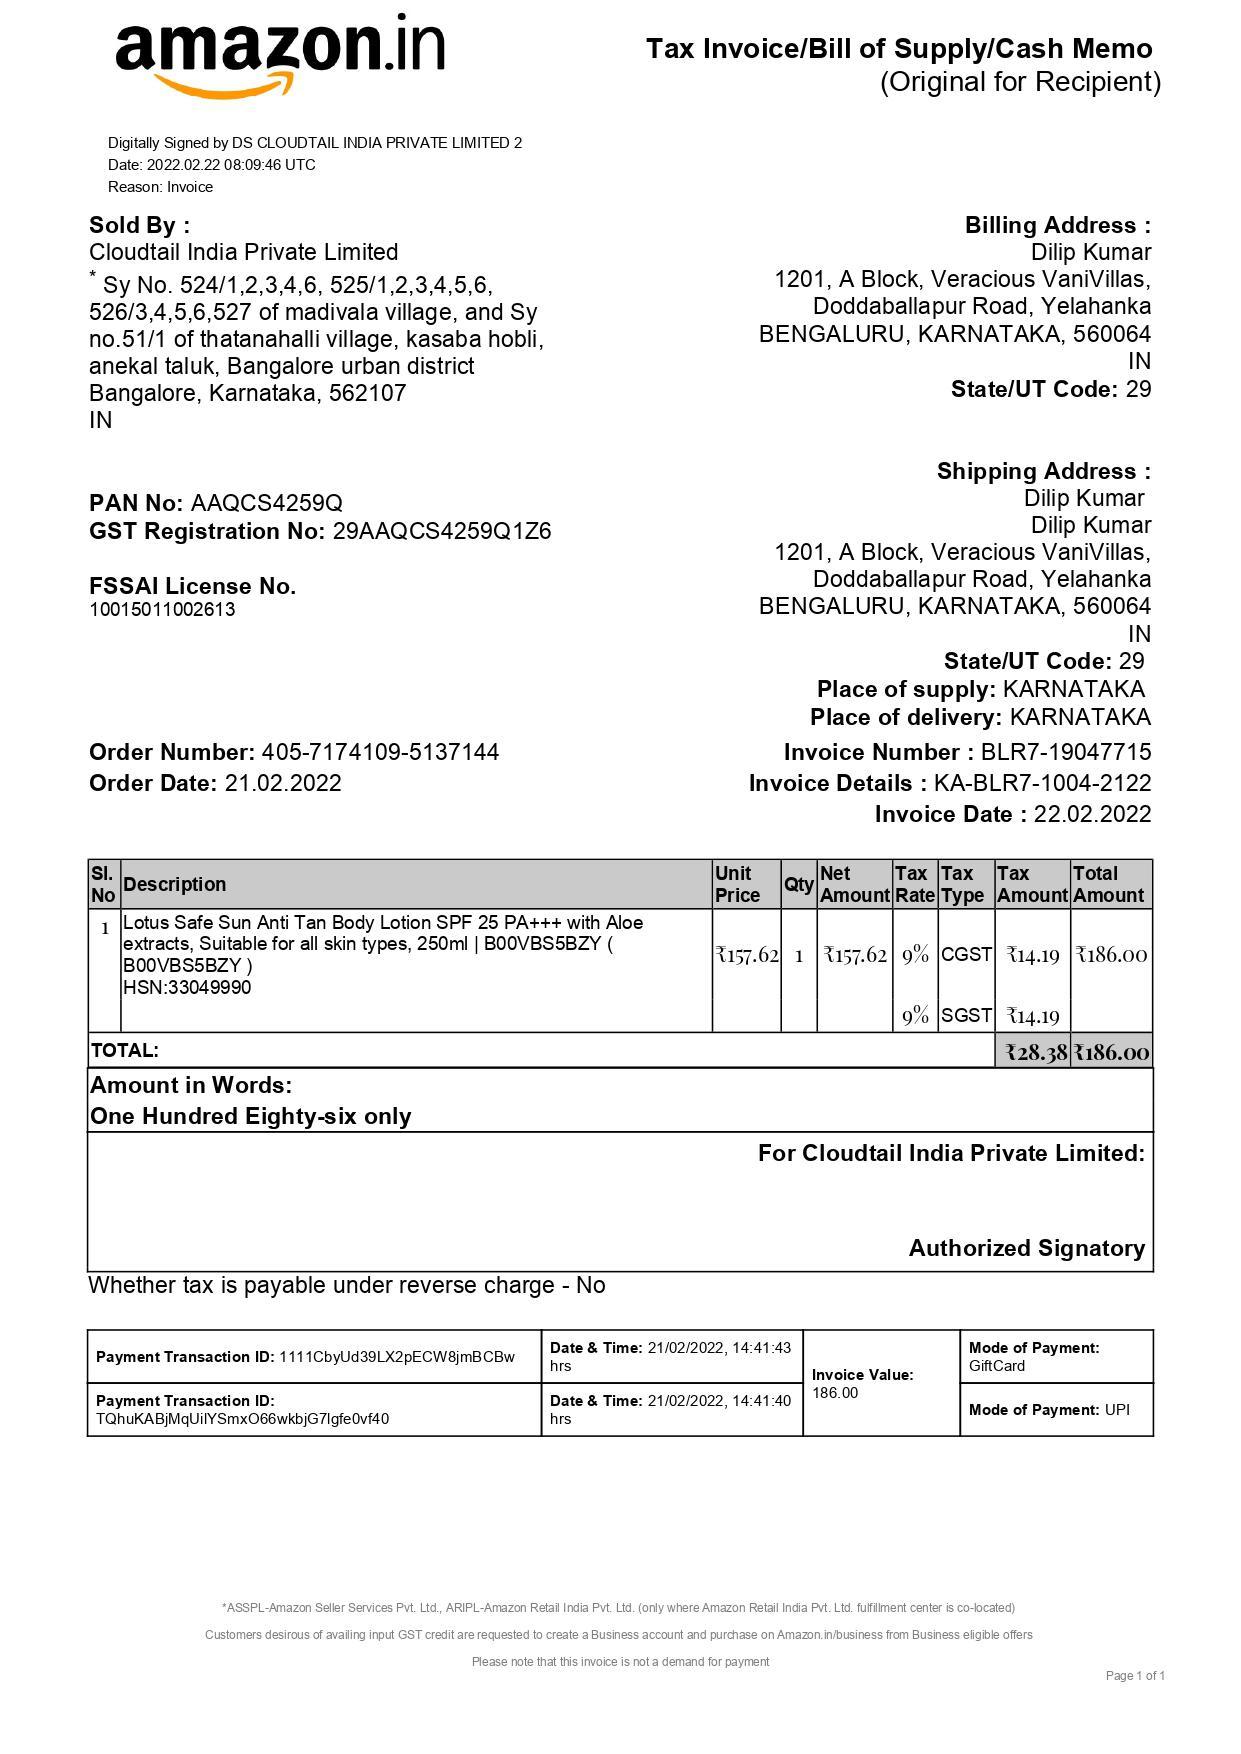 amazon.in
Tax Invoice/Bill of Supply/Cash Memo
(Original for Recipient)
Digitally Signed by DS CLOUDTAIL INDIA PRIVATE LIMITED 2
Date: 2022.02.22 08:09:46 UTC
Reason: Invoice
Sold By :
Cloudtail India Private Limited
* Sy No. 524/1,2,3,4,6, 525/1,2,3,4,5,6,
526/3,4,5,6,527 of madivala village, and Sy
no.51/1 of thatanahalli village, kasaba hobli,
anekal taluk, Bangalore urban district
Bangalore, Karnataka, 562107
IN
Billing Address :
Dilip Kumar
1201, A Block, Veracious VaniVillas,
Doddaballapur Road, Yelahanka
BENGALURU, KARNATAKA, 560064
IN
State/UT Code: 29
PAN No: AAQCS4259Q
GST Registration No: 29AAQCS4259Q1Z6
FSSAI License No.
10015011002613
Shipping Address :
Dilip Kumar
Dilip Kumar
1201, A Block, Veracious VaniVillas,
Doddaballapur Road, Yelahanka
BENGALURU, KARNATAKA, 560064
IN
State/UT Code: 29
Place of supply: KARNATAKA
Place of delivery: KARNATAKA
Order Number: 405-7174109-5137144
Order Date: 21.02.2022
Invoice Number : BLR7-19047715
Invoice Details : KA-BLR7-1004-2122
Invoice Date : 22.02.2022
Sl. No Description Unit Price Qty Net Amount Tax Rate Tax Type Tax Amount Total Amount
1 Lotus Safe Sun Anti Tan Body Lotion SPF 25 PA+++ with Aloe
extracts, Suitable for all skin types, 250ml | B00VBS5BZY (
B00VBS5BZY )
HSN:33049990
₹157.62 1 ₹157.62 9% CGST ₹14.19 ₹186.00
9% SGST ₹14.19
TOTAL: ₹28.38 ₹186.00
Amount in Words:
One Hundred Eighty-six only
For Cloudtail India Private Limited:
Authorized Signatory
Whether tax is payable under reverse charge - No
Payment Transaction ID: 1111CbyUd39LX2pECW8jmBCBw
Date & Time: 21/02/2022, 14:41:43
hrs
Invoice Value:
186.00
Mode of Payment:
GiftCard
Payment Transaction ID:
TQhuKABjMqUilYSmxO66wkbjG7lgfe0vf40
Date & Time: 21/02/2022, 14:41:40
hrs
Mode of Payment: UPI
*ASSPL-Amazon Seller Services Pvt. Ltd., ARIPL-Amazon Retail India Pvt. Ltd. (only where Amazon Retail India Pvt. Ltd. fulfillment center is co-located)
Customers desirous of availing input GST credit are requested to create a Business account and purchase on Amazon.in/business from Business eligible offers
Please note that this invoice is not a demand for payment
Page 1 of 1